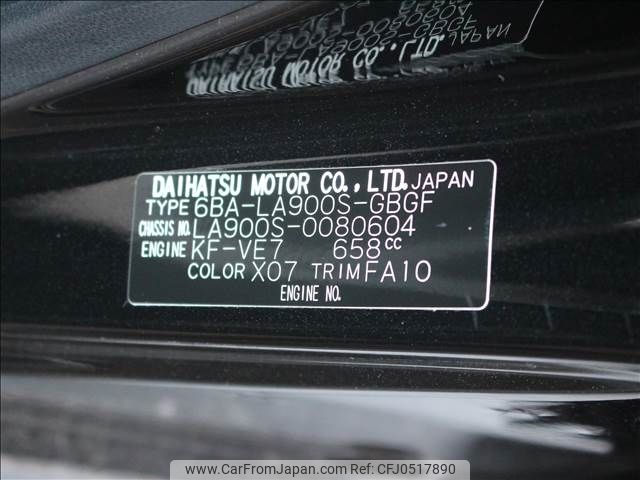 DAIHATSU MOTOR CO.,LTD. JAPAN
TYPE 6BA-LA900S-GBGF
CHASSIS NO. LA900S-0080604
ENGINE KF-VE7 658CC
COLOR X07 TRIM FA10
ENGINE NO.
www.CarFromJapan.com | REF:CFJ0517890